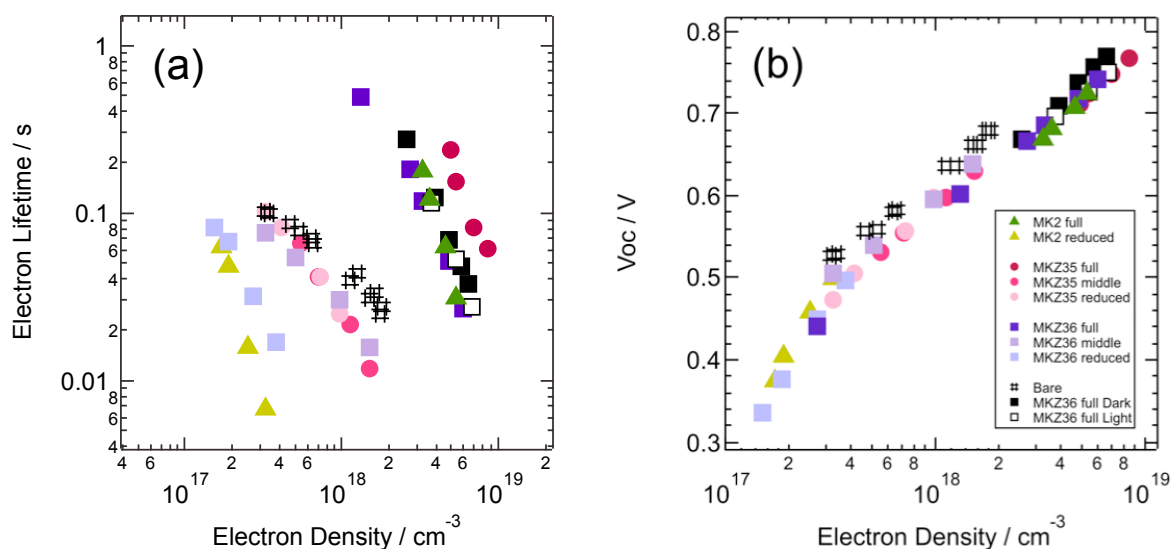 (a)
Electron Lifetime / s
1
6
4
2
0.1
6
4
2
0.01
8
6
4
4 6 2 4 6 2 4 6 2
10^17 10^18 10^19
Electron Density / cm^-3
(b)
Voc / V
0.8
0.7
0.6
0.5
0.4
0.3
2 4 6 8 2 4 6 8
10^17 10^18 10^19
Electron Density / cm^-3
MK2 full
MK2 reduced
MKZ35 full
MKZ35 middle
MKZ35 reduced
MKZ36 full
MKZ36 middle
MKZ36 reduced
Bare
MKZ36 full Dark
MKZ36 full Light